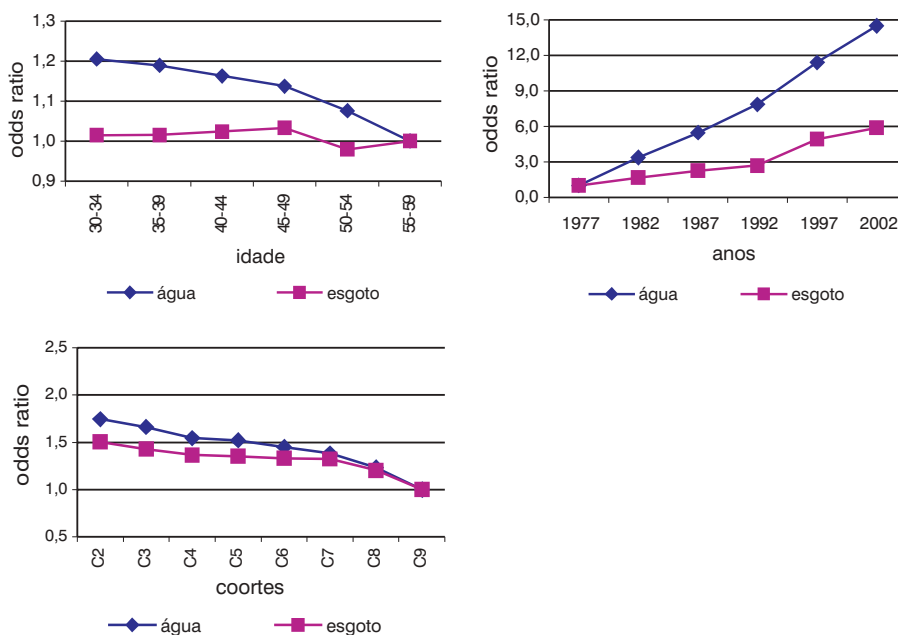 1,3
1,2
1,1
1,0
0,9
odds ratio
30-34
35-39
40-44
45-49
50-54
55-59
idade
água
esgoto
15,0
12,0
9,0
6,0
3,0
0,0
odds ratio
1977
1982
1987
1992
1997
2002
anos
água
esgoto
2,5
2,0
1,5
1,0
0,5
odds ratio
C2
C3
C4
C5
C6
C7
C8
C9
coortes
água
esgoto